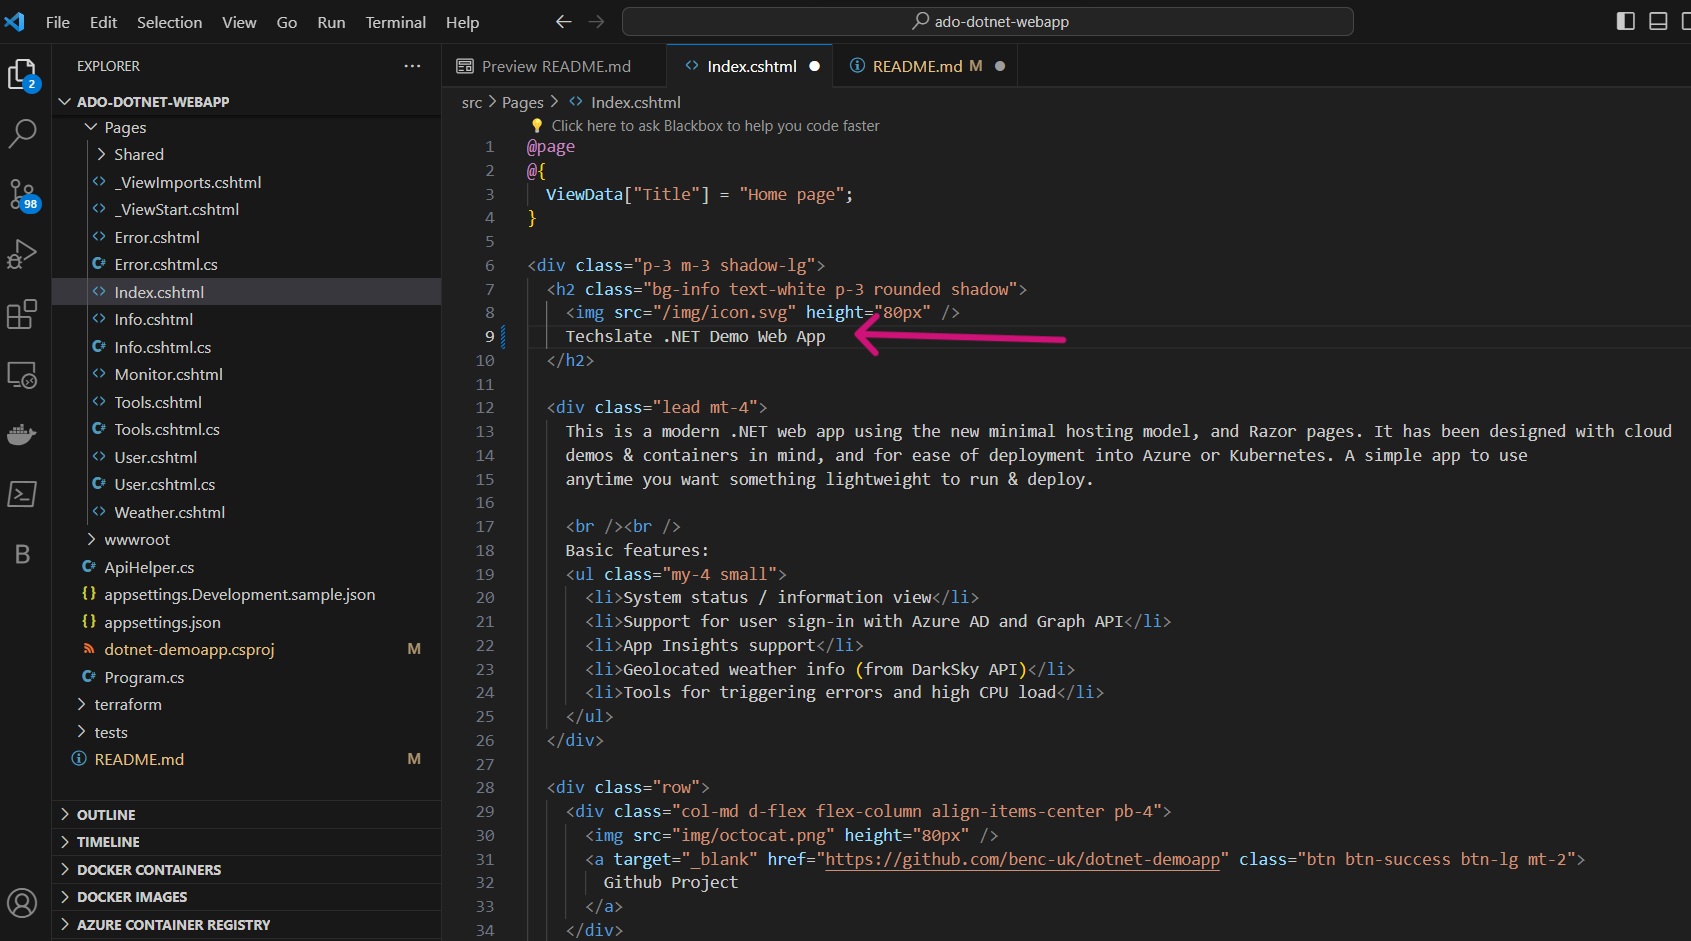 File Edit Selection View Go Run Terminal Help
ado-dotnet-webapp
2
98
B
EXPLORER
ADO-DOTNET-WEBAPP
Pages
Shared
_ViewImports.cshtml
_ViewStart.cshtml
Error.cshtml
C# Error.cshtml.cs
Index.cshtml
Info.cshtml
C# Info.cshtml.cs
Monitor.cshtml
Tools.cshtml
C# Tools.cshtml.cs
User.cshtml
C# User.cshtml.cs
Weather.cshtml
wwwroot
C# ApiHelper.cs
{} appsettings.Development.sample.json
{} appsettings.json
dotnet-demoapp.csproj M
C# Program.cs
terraform
tests
README.md M
OUTLINE
TIMELINE
DOCKER CONTAINERS
DOCKER IMAGES
AZURE CONTAINER REGISTRY
Preview README.md
Index.cshtml
README.md M
src > Pages > Index.cshtml
Click here to ask Blackbox to help you code faster
1 @page
2 @{
3 ViewData["Title"] = "Home page";
4 }
5
6 <div class="p-3 m-3 shadow-lg">
7 <h2 class="bg-info text-white p-3 rounded shadow">
8 <img src="/img/icon.svg" height="80px" />
9 Techslate .NET Demo Web App
10 </h2>
11
12 <div class="lead mt-4">
13 This is a modern .NET web app using the new minimal hosting model, and Razor pages. It has been designed with cloud
14 demos & containers in mind, and for ease of deployment into Azure or Kubernetes. A simple app to use
15 anytime you want something lightweight to run & deploy.
16
17 <br /><br />
18 Basic features:
19 <ul class="my-4 small">
20 <li>System status / information view</li>
21 <li>Support for user sign-in with Azure AD and Graph API</li>
22 <li>App Insights support</li>
23 <li>Geolocated weather info (from DarkSky API)</li>
24 <li>Tools for triggering errors and high CPU load</li>
25 </ul>
26 </div>
27
28 <div class="row">
29 <div class="col-md d-flex flex-column align-items-center pb-4">
30 <img src="img/octocat.png" height="80px" />
31 <a target="_blank" href="https://github.com/benc-uk/dotnet-demoapp" class="btn btn-success btn-lg mt-2">
32 Github Project
33 </a>
34 </div>